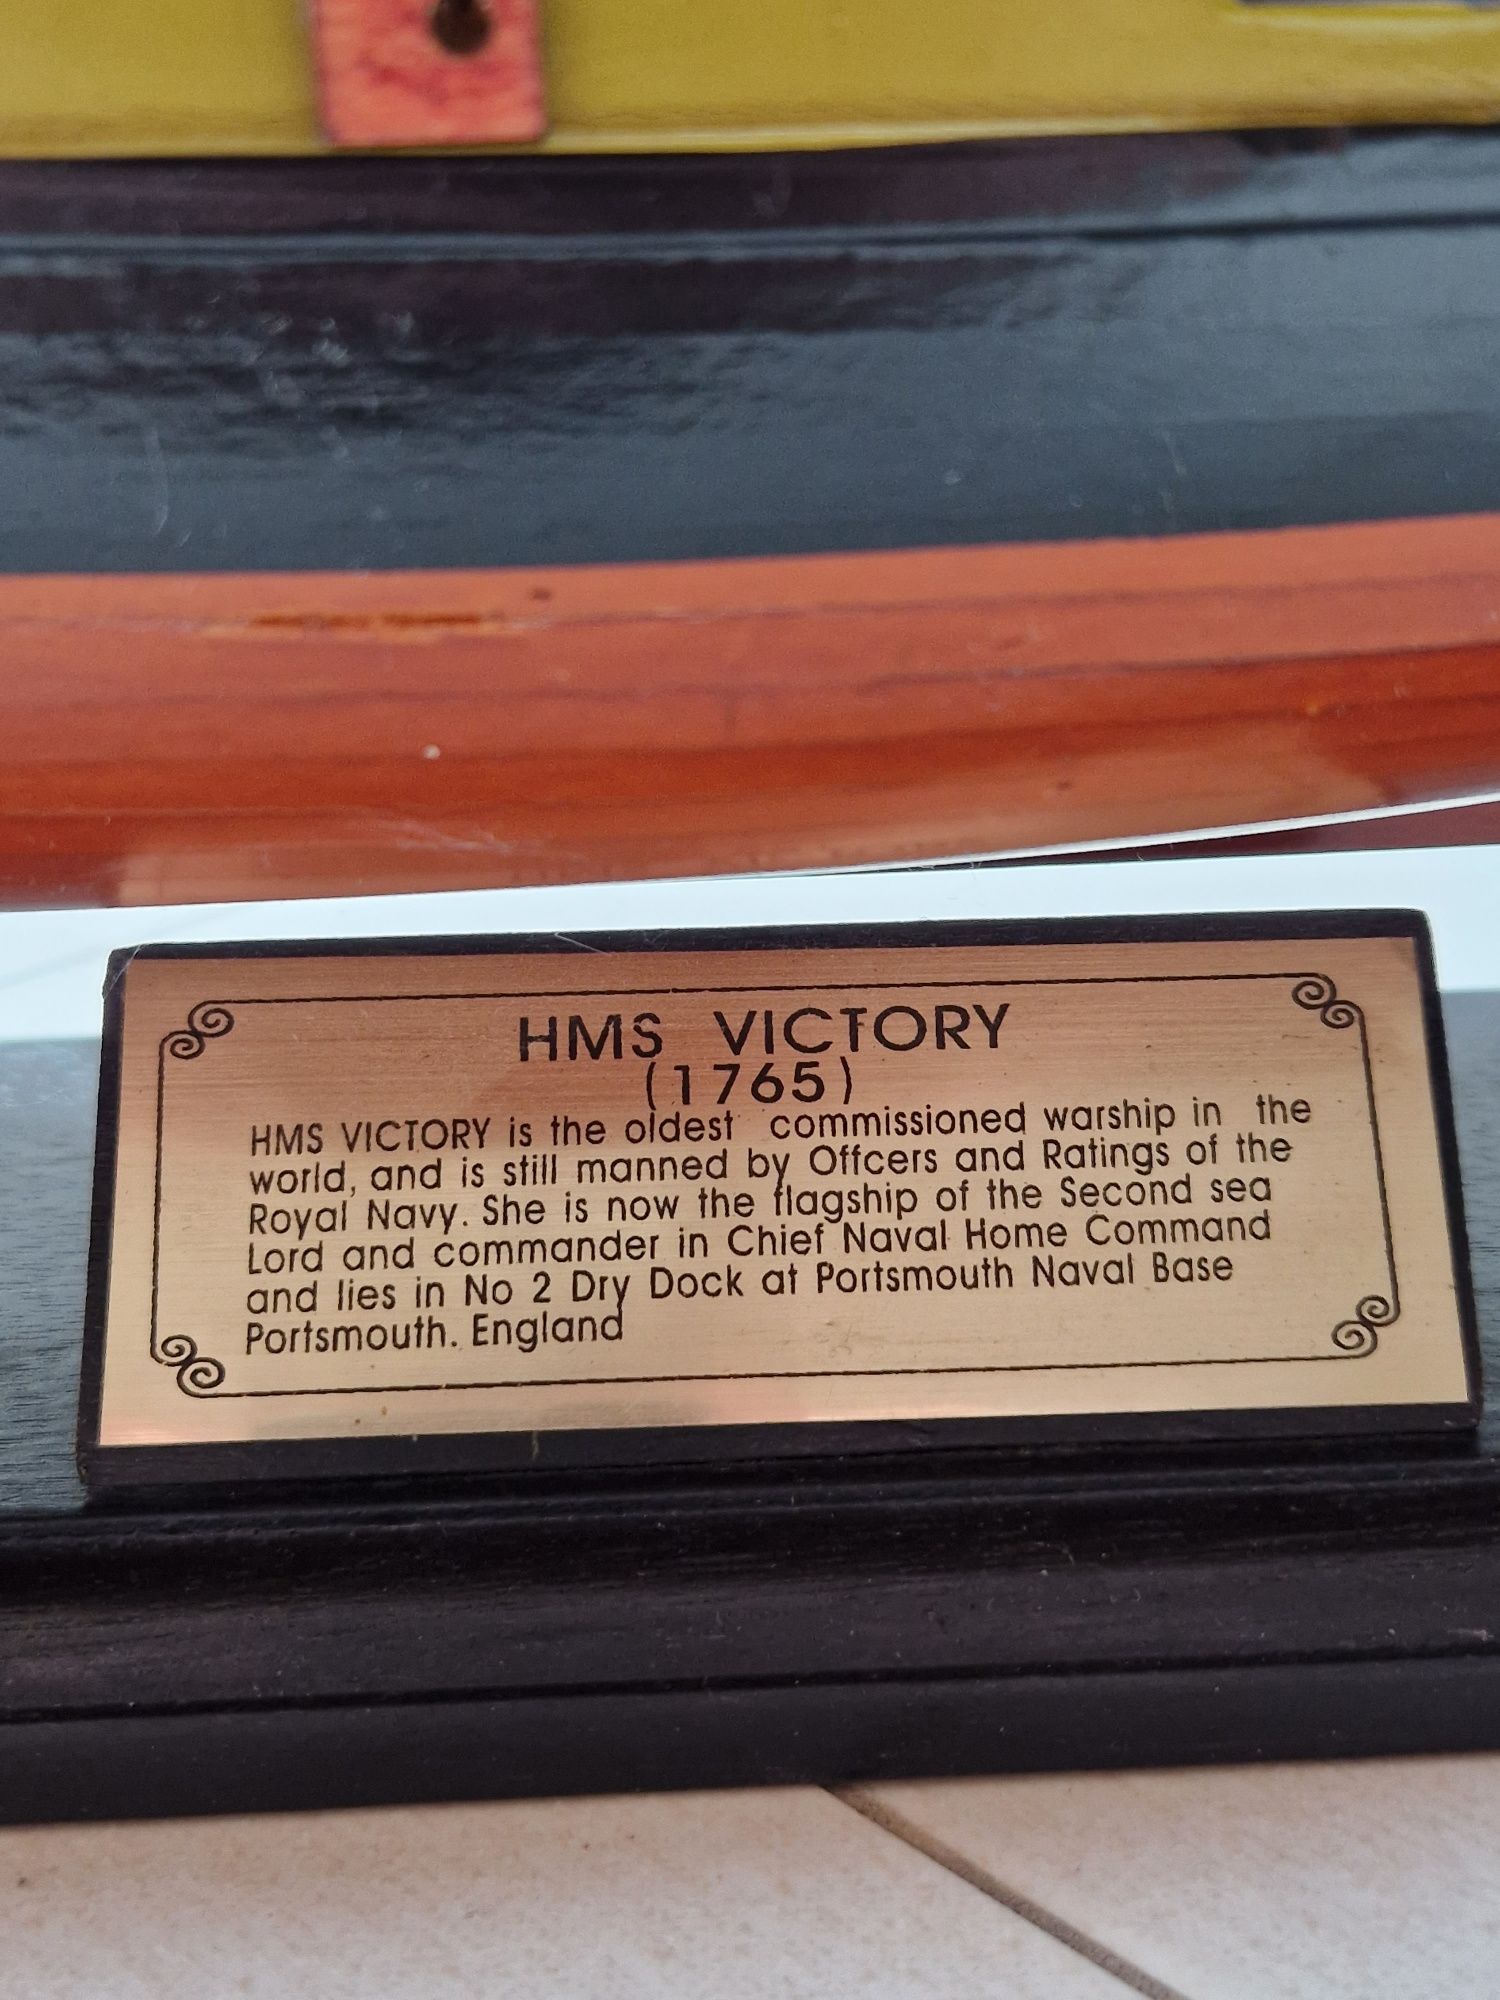 HMS VICTORY
(1765)
HMS VICTORY is the oldest commissioned warship in the
world, and is still manned by Offcers and Ratings of the
Royal Navy. She is now the flagship of the Second sea
Lord and commander in Chief Naval Home Command
and lies in No 2 Dry Dock at Portsmouth Naval Base
Portsmouth. England